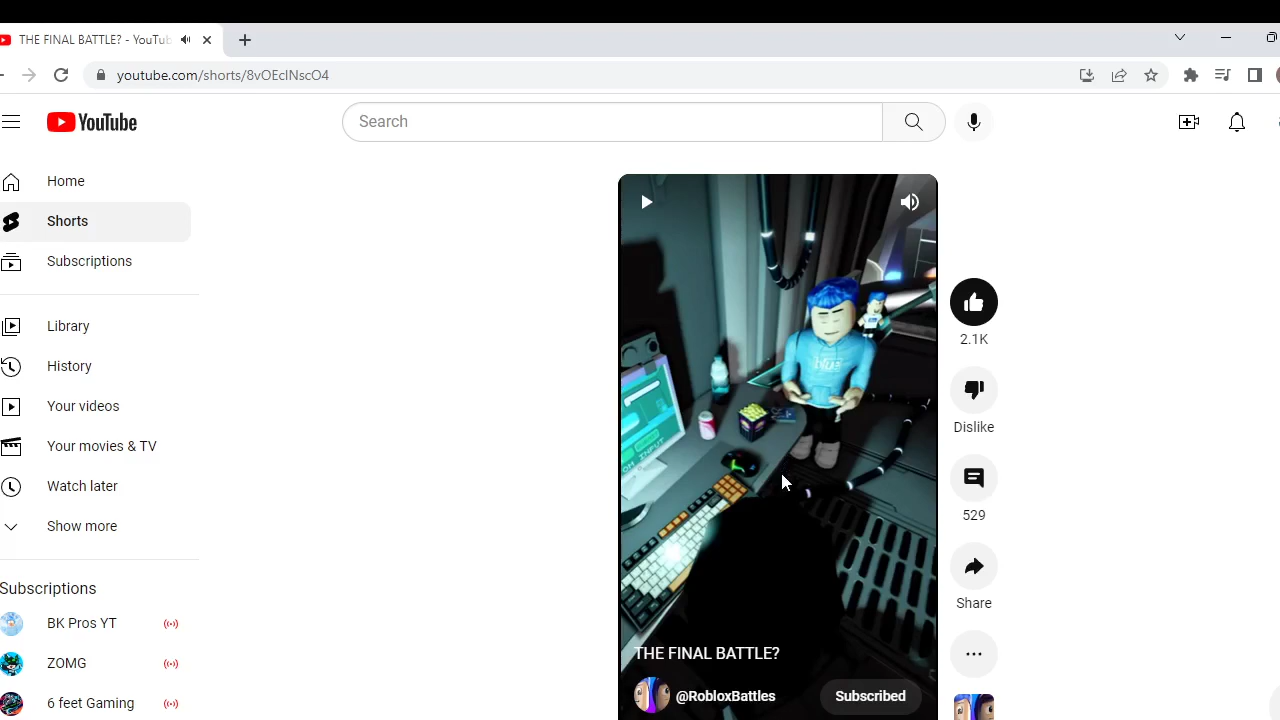 THE FINAL BATTLE? - YouTu
youtube.com/shorts/8vOEcINscO4
YouTube
Search
Home
Shorts
Subscriptions
Library
History
Your videos
Your movies & TV
Watch later
Show more
Subscriptions
BK Pros YT
ZOMG
6 feet Gaming
2.1K
Dislike
529
Share
THE FINAL BATTLE?
@RobloxBattles
Subscribed